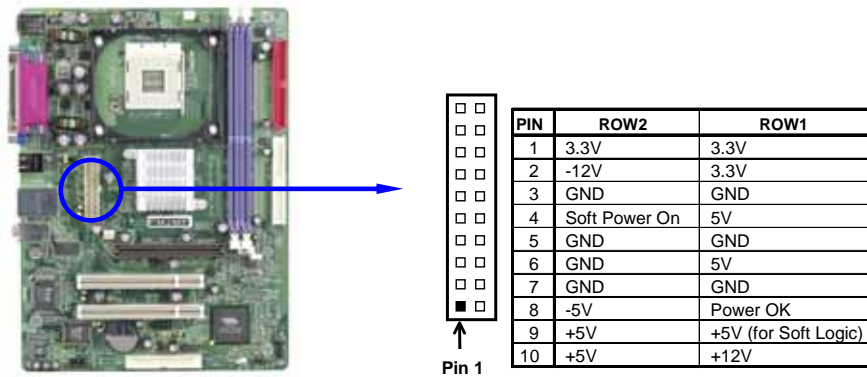 PIN ROW2 ROW1
1 3.3V 3.3V
2 -12V 3.3V
3 GND GND
4 Soft Power On 5V
5 GND GND
6 GND 5V
7 GND GND
8 -5V Power OK
9 +5V +5V (for Soft Logic)
10 +5V +12V
Pin 1